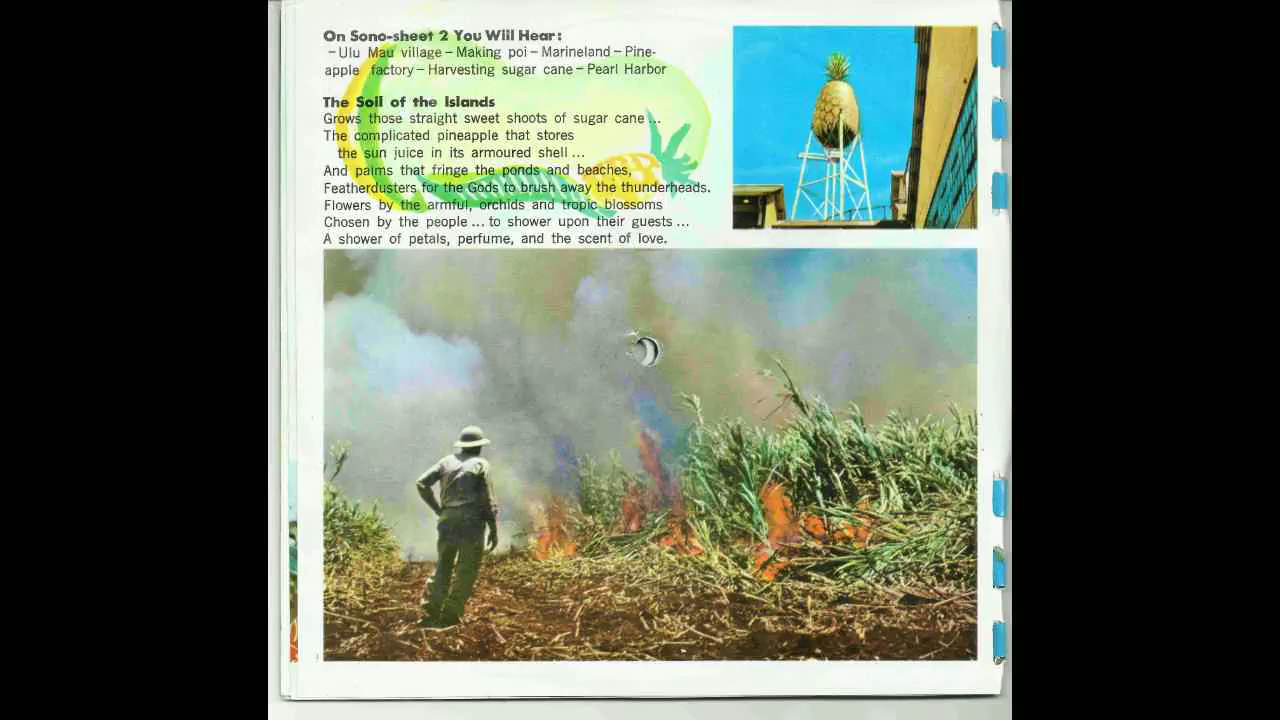 On Sono-sheet 2 You Will Hear:
–Ulu Mau village–Making poi–Marineland–Pine-
apple factory–Harvesting sugar cane–Pearl Harbor
The Soil of the Islands
Grows those straight sweet shoots of sugar cane...
The complicated pineapple that stores
the sun juice in its armoured shell...
And palms that fringe the ponds and beaches,
Featherdusters for the Gods to brush away the thunderheads.
Flowers by the armful, orchids and tropic blossoms
Chosen by the people... to shower upon their guests...
A shower of petals, perfume, and the scent of love.